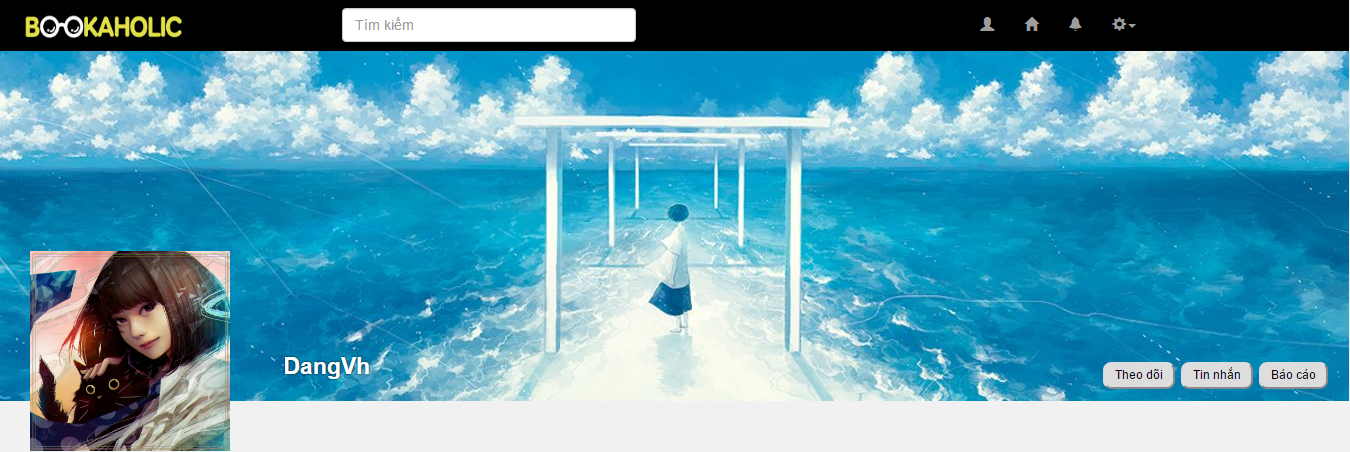 BOOKAHOLIC
Tìm kiếm
DangVh
Theo dõi
Tin nhắn
Báo cáo